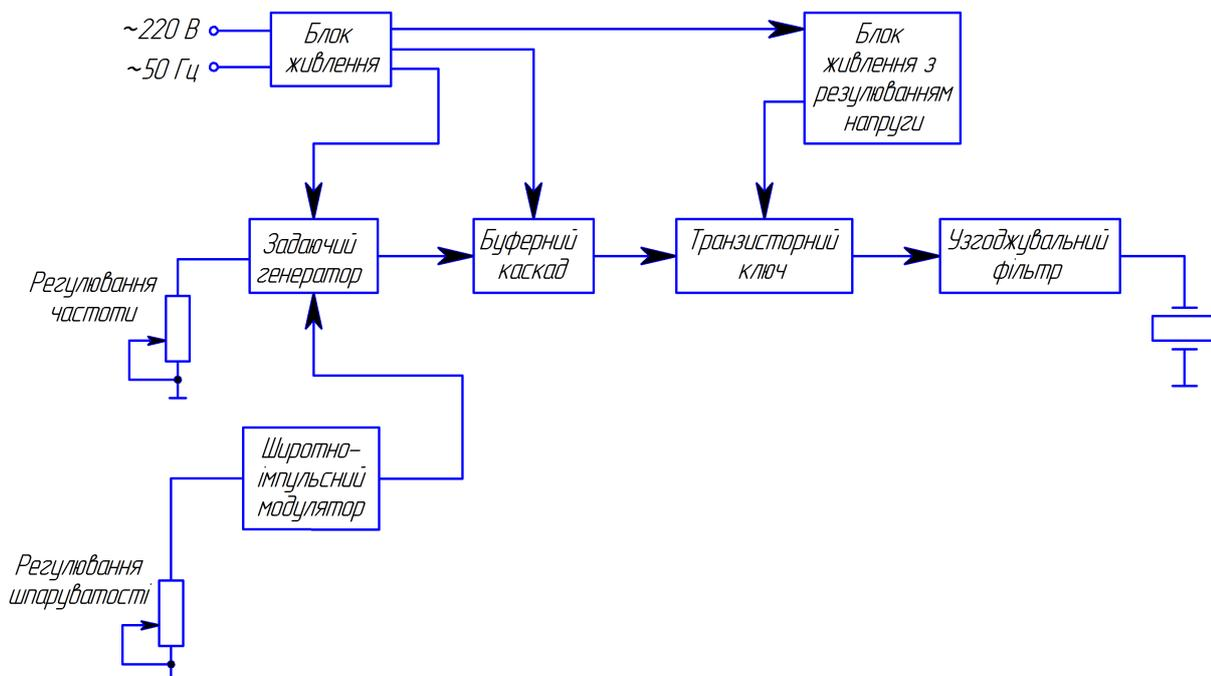 ~220 В
~50 Гц
Блок
живлення
Блок
живлення з
резулюванням
напруги
Задаючий
генератор
Буферний
каскад
Транзисторний
ключ
Узгоджувальний
фільтр
Регулювання
частоти
Широтно-
імпульсний
модулятор
Регулювання
шпаруватості